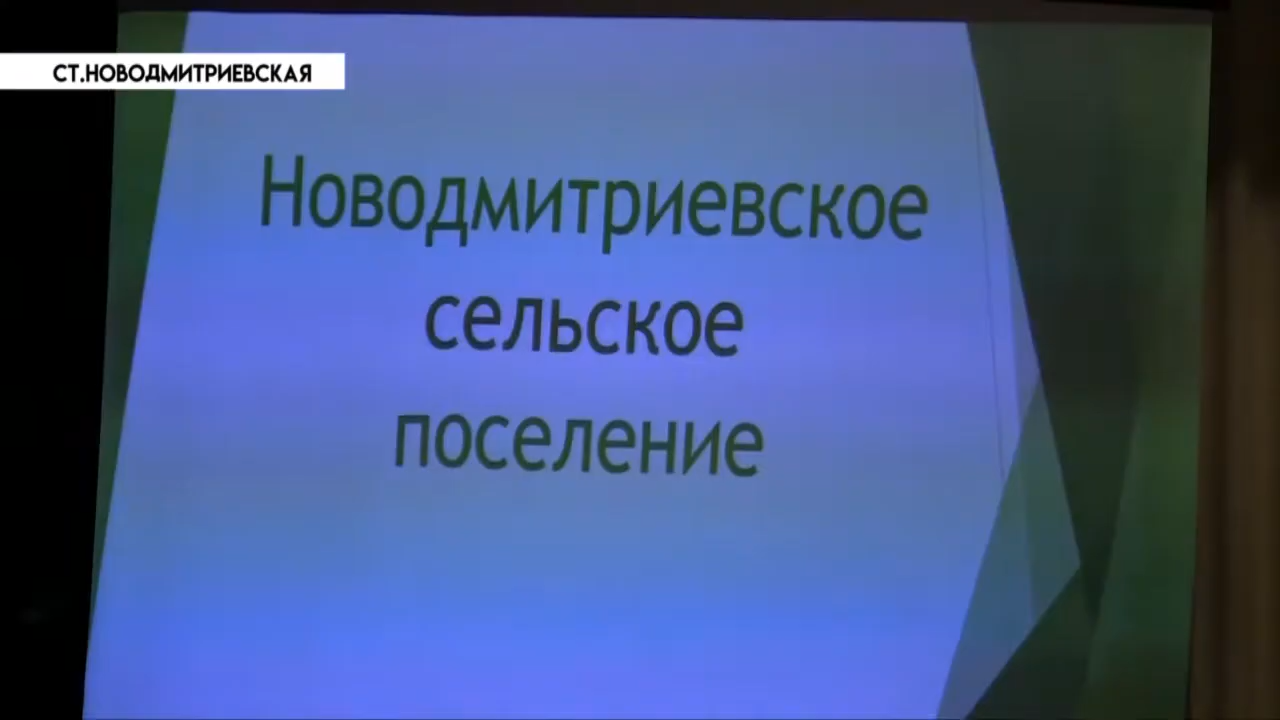 СТ.НОВОДМИТРИЕВСКАЯ
Новодмитриевское
сельское
поселение